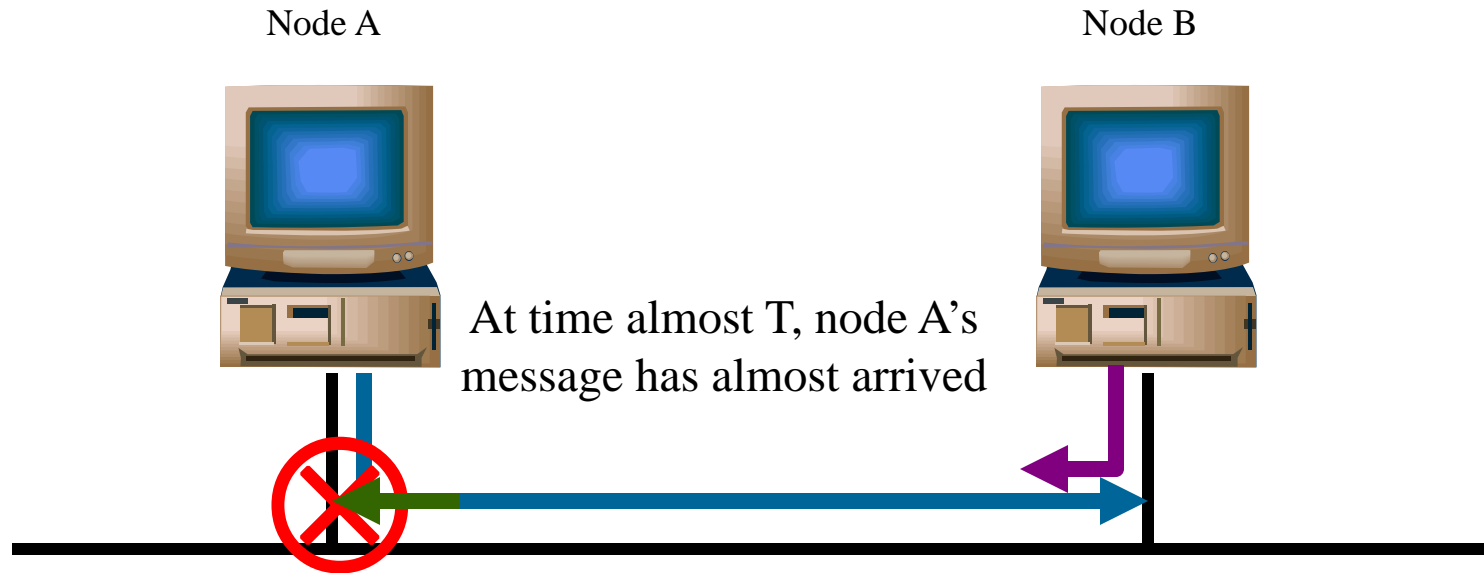 Node A
Node B
At time almost T, node A’s
message has almost arrived